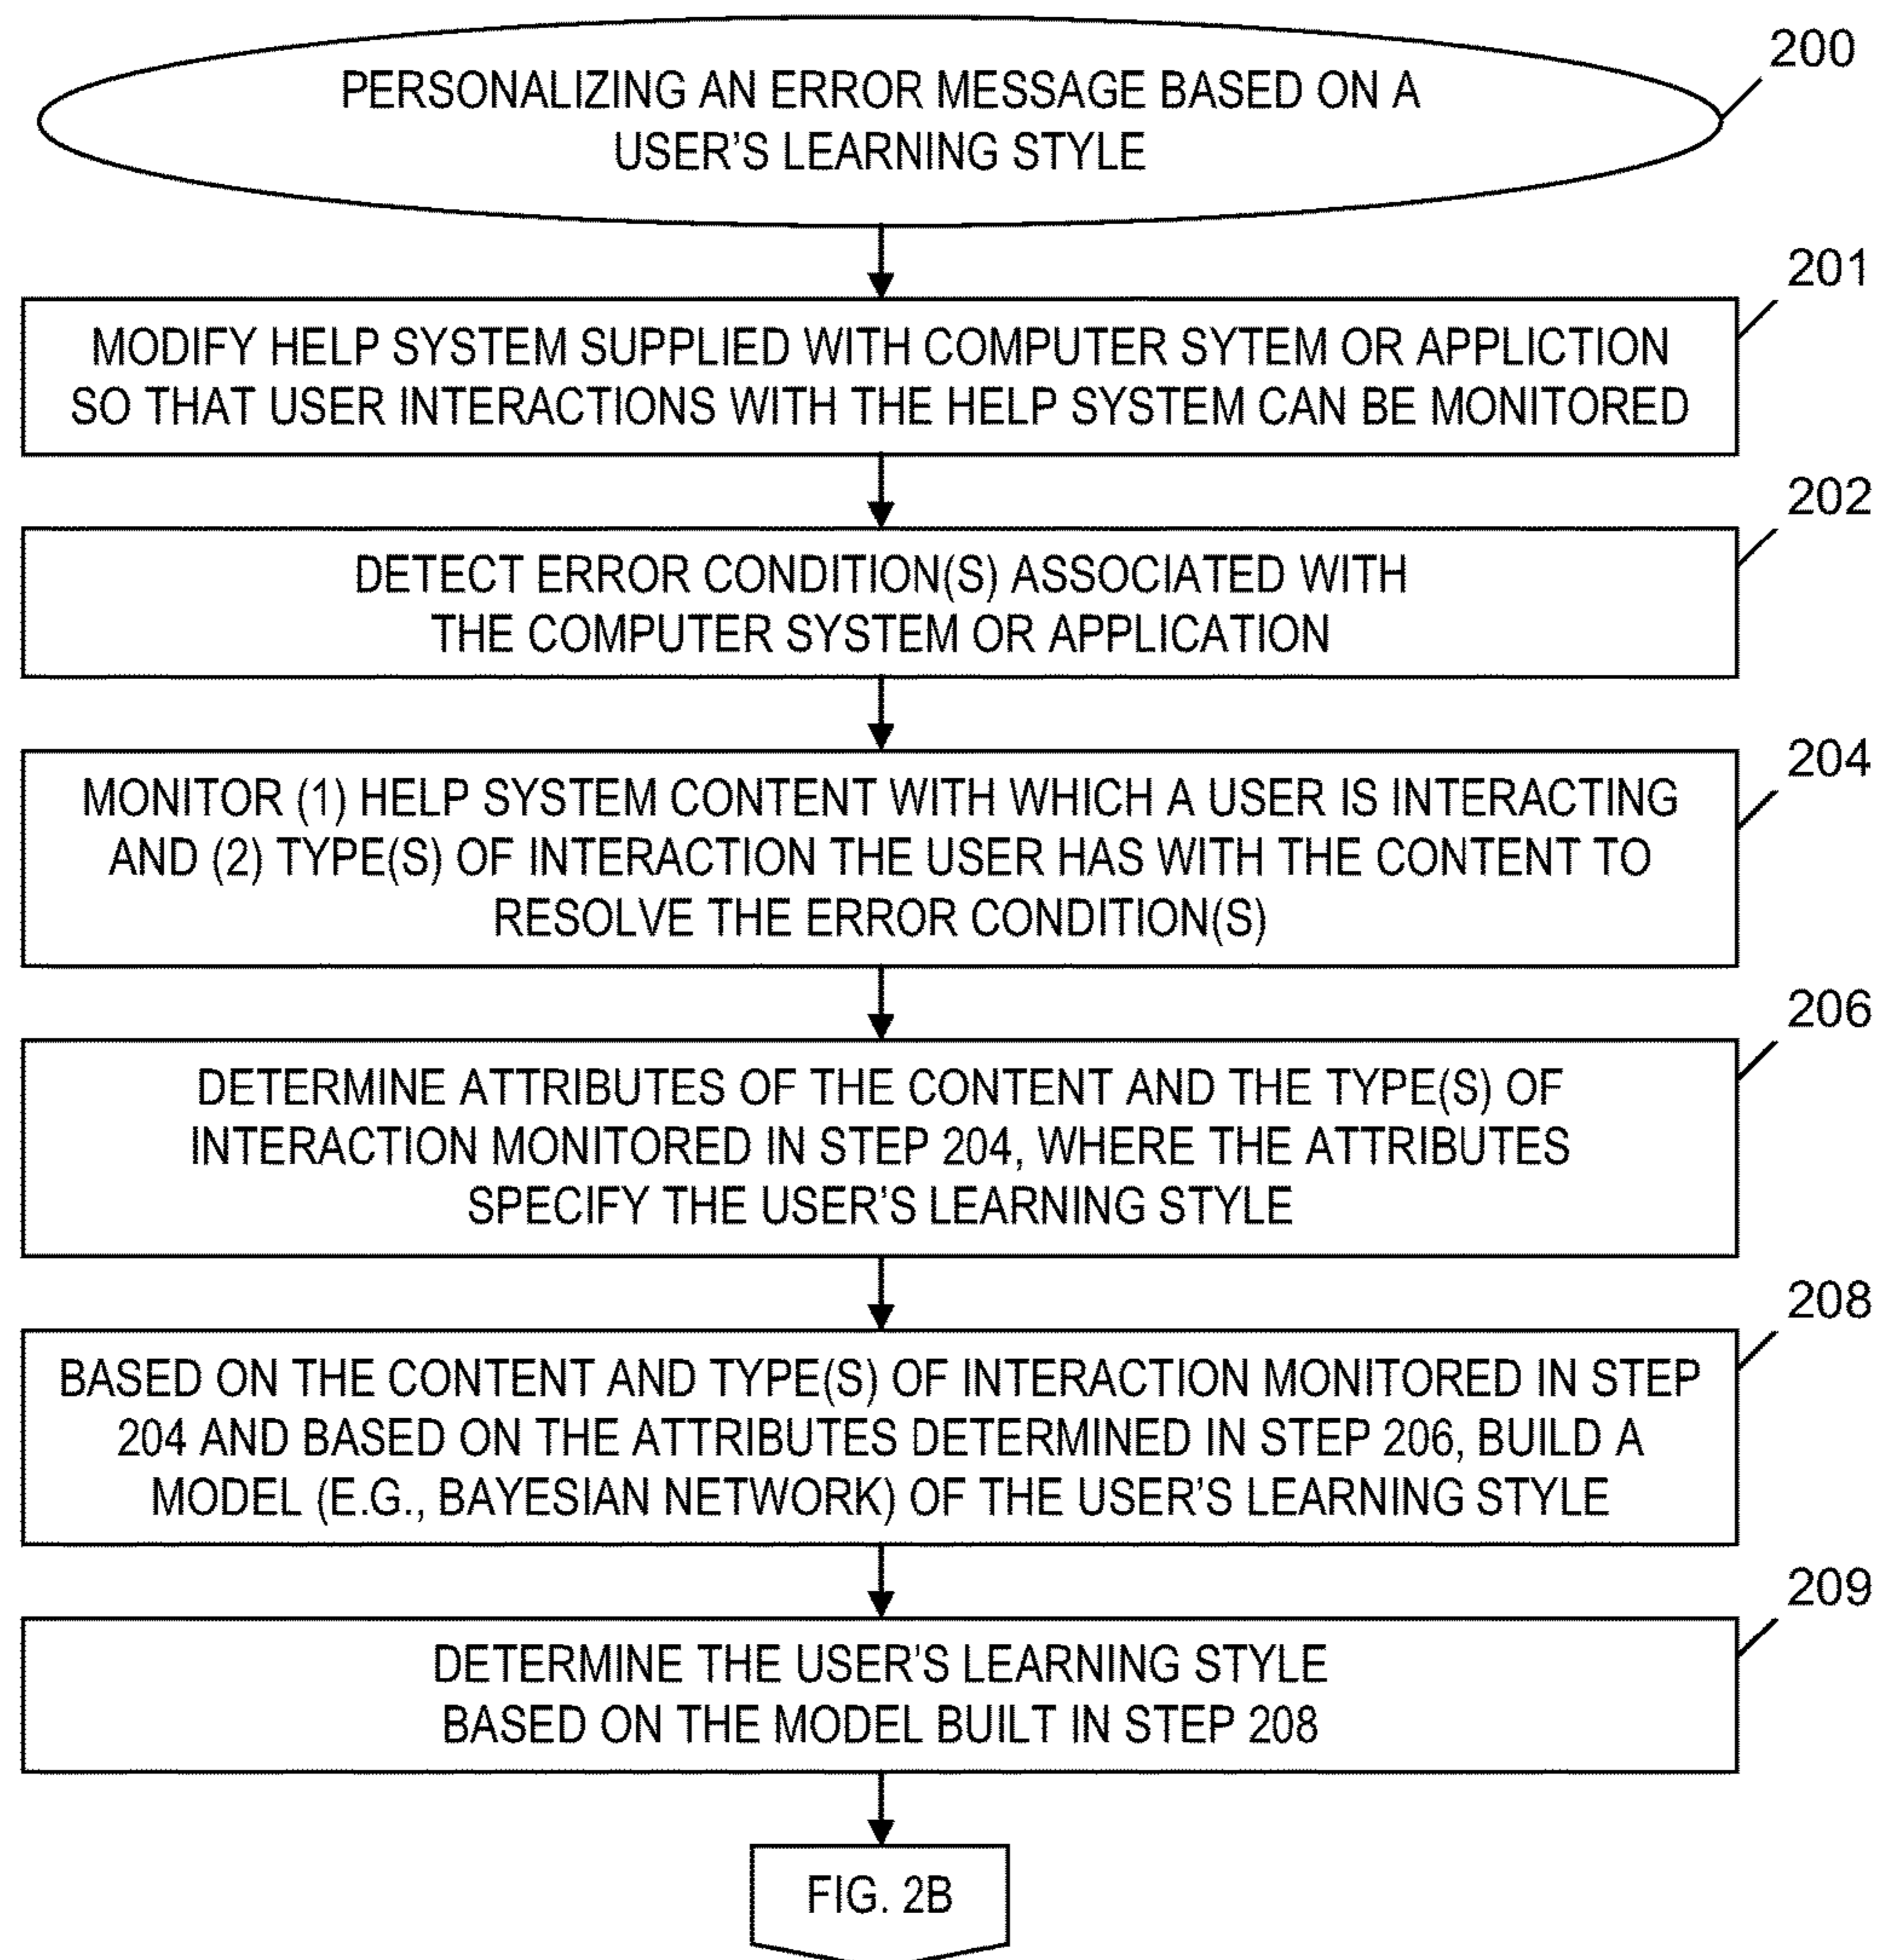 200
PERSONALIZING AN ERROR MESSAGE BASED ON A
USER'S LEARNING STYLE
201
MODIFY HELP SYSTEM SUPPLIED WITH COMPUTER SYTEM OR APPLICTION
SO THAT USER INTERACTIONS WITH THE HELP SYSTEM CAN BE MONITORED
202
DETECT ERROR CONDITION(S) ASSOCIATED WITH
THE COMPUTER SYSTEM OR APPLICATION
204
MONITOR (1) HELP SYSTEM CONTENT WITH WHICH A USER IS INTERACTING
AND (2) TYPE(S) OF INTERACTION THE USER HAS WITH THE CONTENT TO
RESOLVE THE ERROR CONDITION(S)
206
DETERMINE ATTRIBUTES OF THE CONTENT AND THE TYPE(S) OF
INTERACTION MONITORED IN STEP 204, WHERE THE ATTRIBUTES
SPECIFY THE USER'S LEARNING STYLE
208
BASED ON THE CONTENT AND TYPE(S) OF INTERACTION MONITORED IN STEP
204 AND BASED ON THE ATTRIBUTES DETERMINED IN STEP 206, BUILD A
MODEL (E.G., BAYESIAN NETWORK) OF THE USER'S LEARNING STYLE
209
DETERMINE THE USER'S LEARNING STYLE
BASED ON THE MODEL BUILT IN STEP 208
FIG. 2B